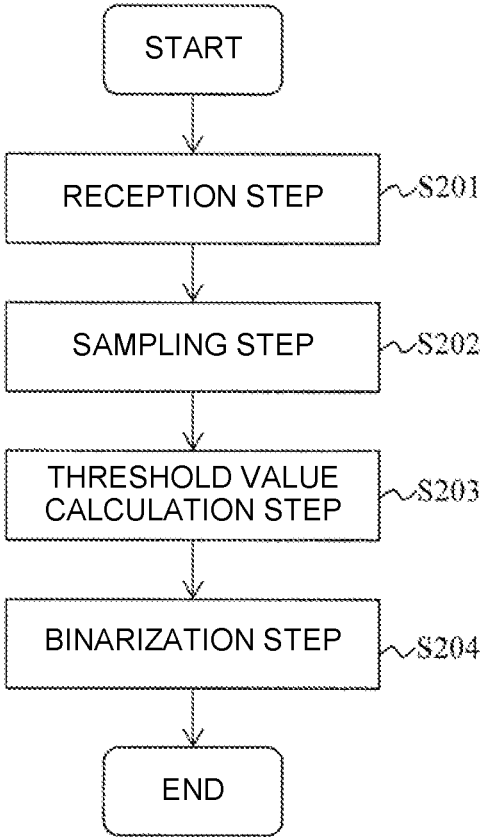 START
RECEPTION STEP
S201
SAMPLING STEP
S202
THRESHOLD VALUE
CALCULATION STEP
S203
BINARIZATION STEP
S204
END